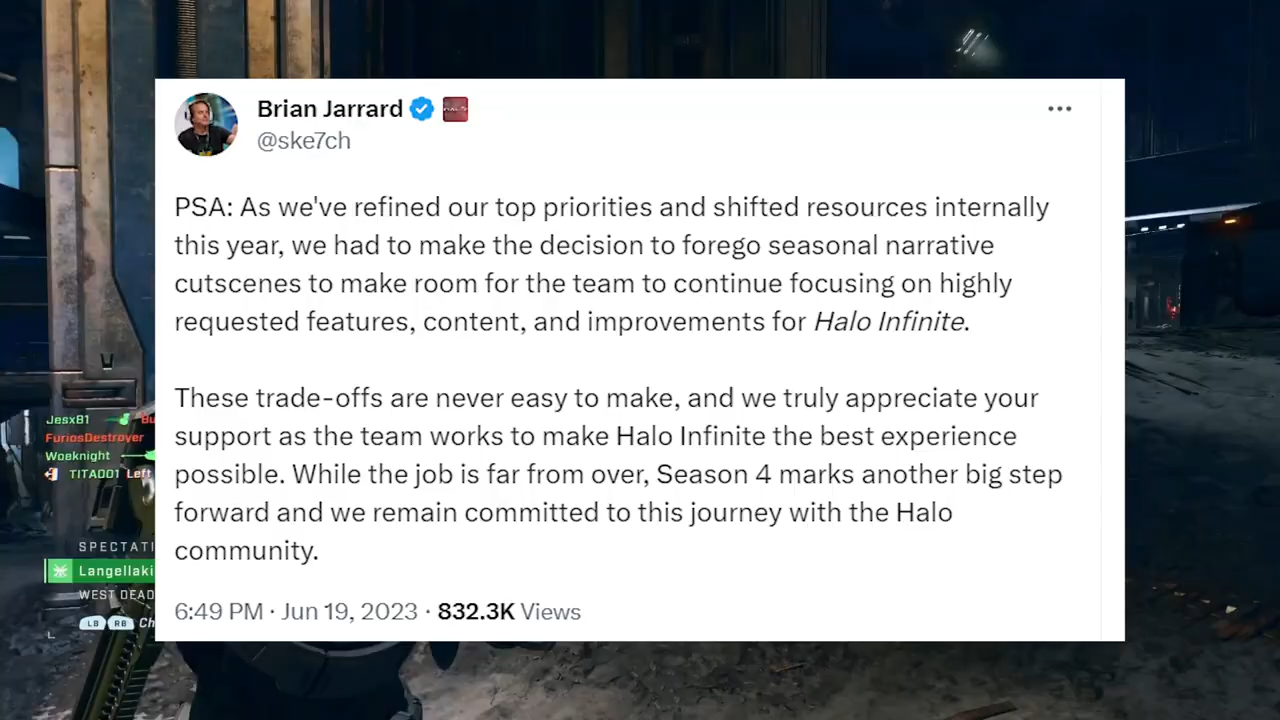 Brian Jarrard
@ske7ch
PSA: As we've refined our top priorities and shifted resources internally
this year, we had to make the decision to forego seasonal narrative
cutscenes to make room for the team to continue focusing on highly
requested features, content, and improvements for Halo Infinite.
These trade-offs are never easy to make, and we truly appreciate your
support as the team works to make Halo Infinite the best experience
possible. While the job is far from over, Season 4 marks another big step
forward and we remain committed to this journey with the Halo
community.
6:49 PM · Jun 19, 2023 · 832.3K Views
Jesx81
FuriosDestroyer
Woeknight
TITAD01 Left
SPECTATI
Langellaki
WEST DEAD
LB RB Ch